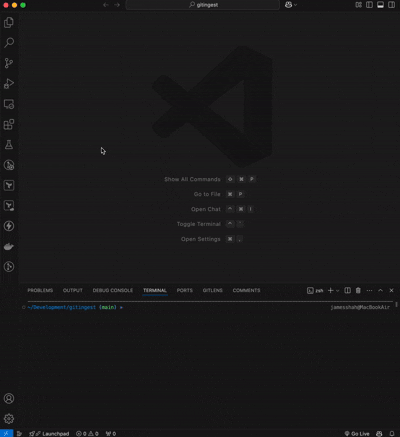 gitingest
Show All Commands ⇧ ⌘ P
Go to File ⌘ P
Open Chat ^ ⌘ I
Toggle Terminal ^ `
Open Settings ⌘ ,
PROBLEMS OUTPUT DEBUG CONSOLE TERMINAL PORTS GITLENS COMMENTS
zsh
~/Development/gitingest (main)
jamesshah@MacBookAir
Launchpad 0 0 0 Go Live